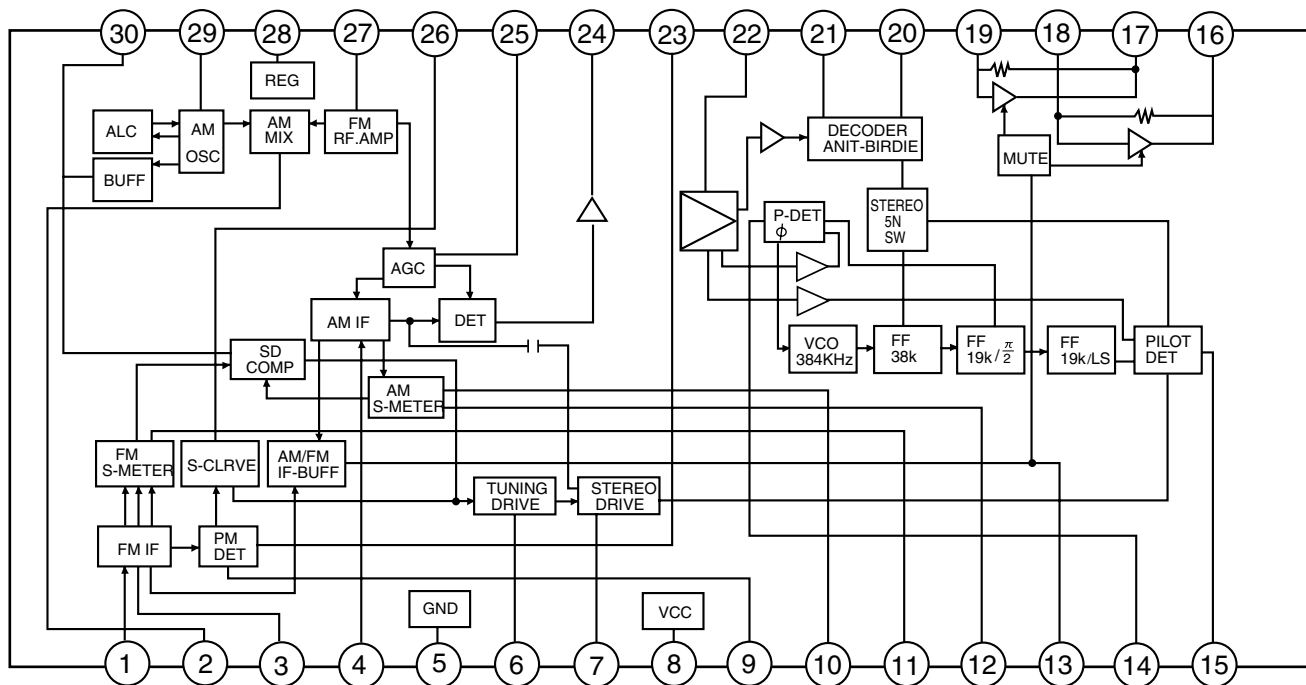 30 29 28 27 26 25 24 23 22 21 20 19 18 17 16
REG
ALC
AM
OSC
AM
MIX
FM
RF.AMP
BUFF
DECODER
ANIT-BIRDIE
MUTE
P-DET
ϕ
STEREO
5N
SW
AGC
AM IF
DET
SD
COMP
VCO
384KHz
FF
38k
FF
19k/π/2
FF
19k/LS
PILOT
DET
AM
S-METER
FM
S-METER
S-CLRVE
AM/FM
IF-BUFF
TUNING
DRIVE
STEREO
DRIVE
FM IF
PM
DET
GND
VCC
1 2 3 4 5 6 7 8 9 10 11 12 13 14 15